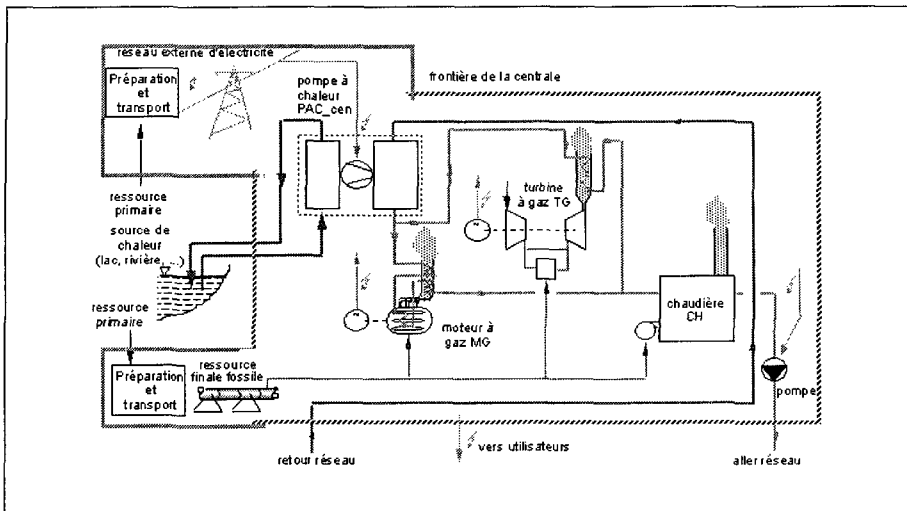 réseau externe d'électricité
Préparation
et
transport
pompe à
chaleur
PAC_cen
frontière de la centrale
ressource
primaire
source de
chaleur
(lac, rivière, ...)
turbine
à gaz TG
ressource
primaire
chaudière
CH
moteur à
gaz MG
ressource
finale fossile
Préparation
et
transport
pompe
vers utilisateurs
retour réseau
aller réseau